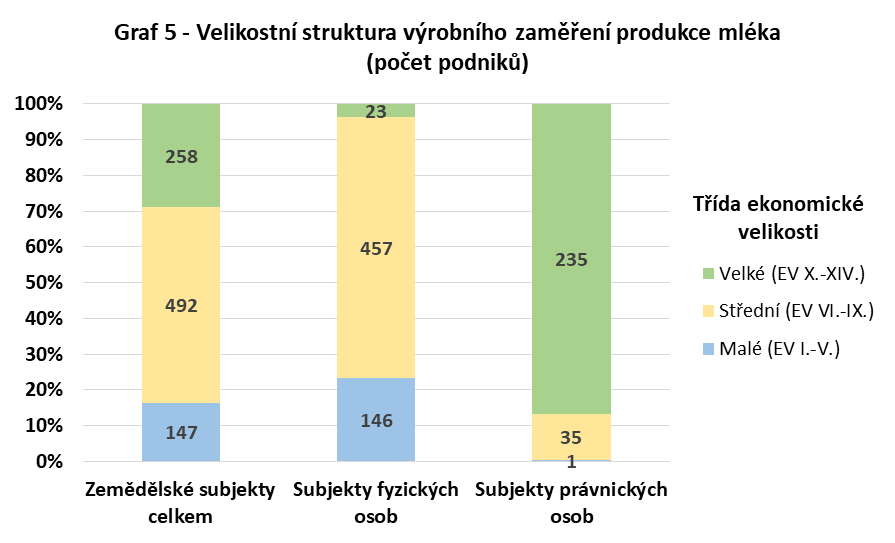 Graf 5 - Velikostní struktura výrobního zaměření produkce mléka
(počet podniků)
100%
90%
80%
70%
60%
50%
40%
30%
20%
10%
0%
258
492
147
23
457
146
235
35
1
Zemědělské subjekty
celkem
Subjekty fyzických
osob
Subjekty právnických
osob
Třída ekonomické
velikosti
Velké (EV X.-XIV.)
Střední (EV VI.-IX.)
Malé (EV I.-V.)